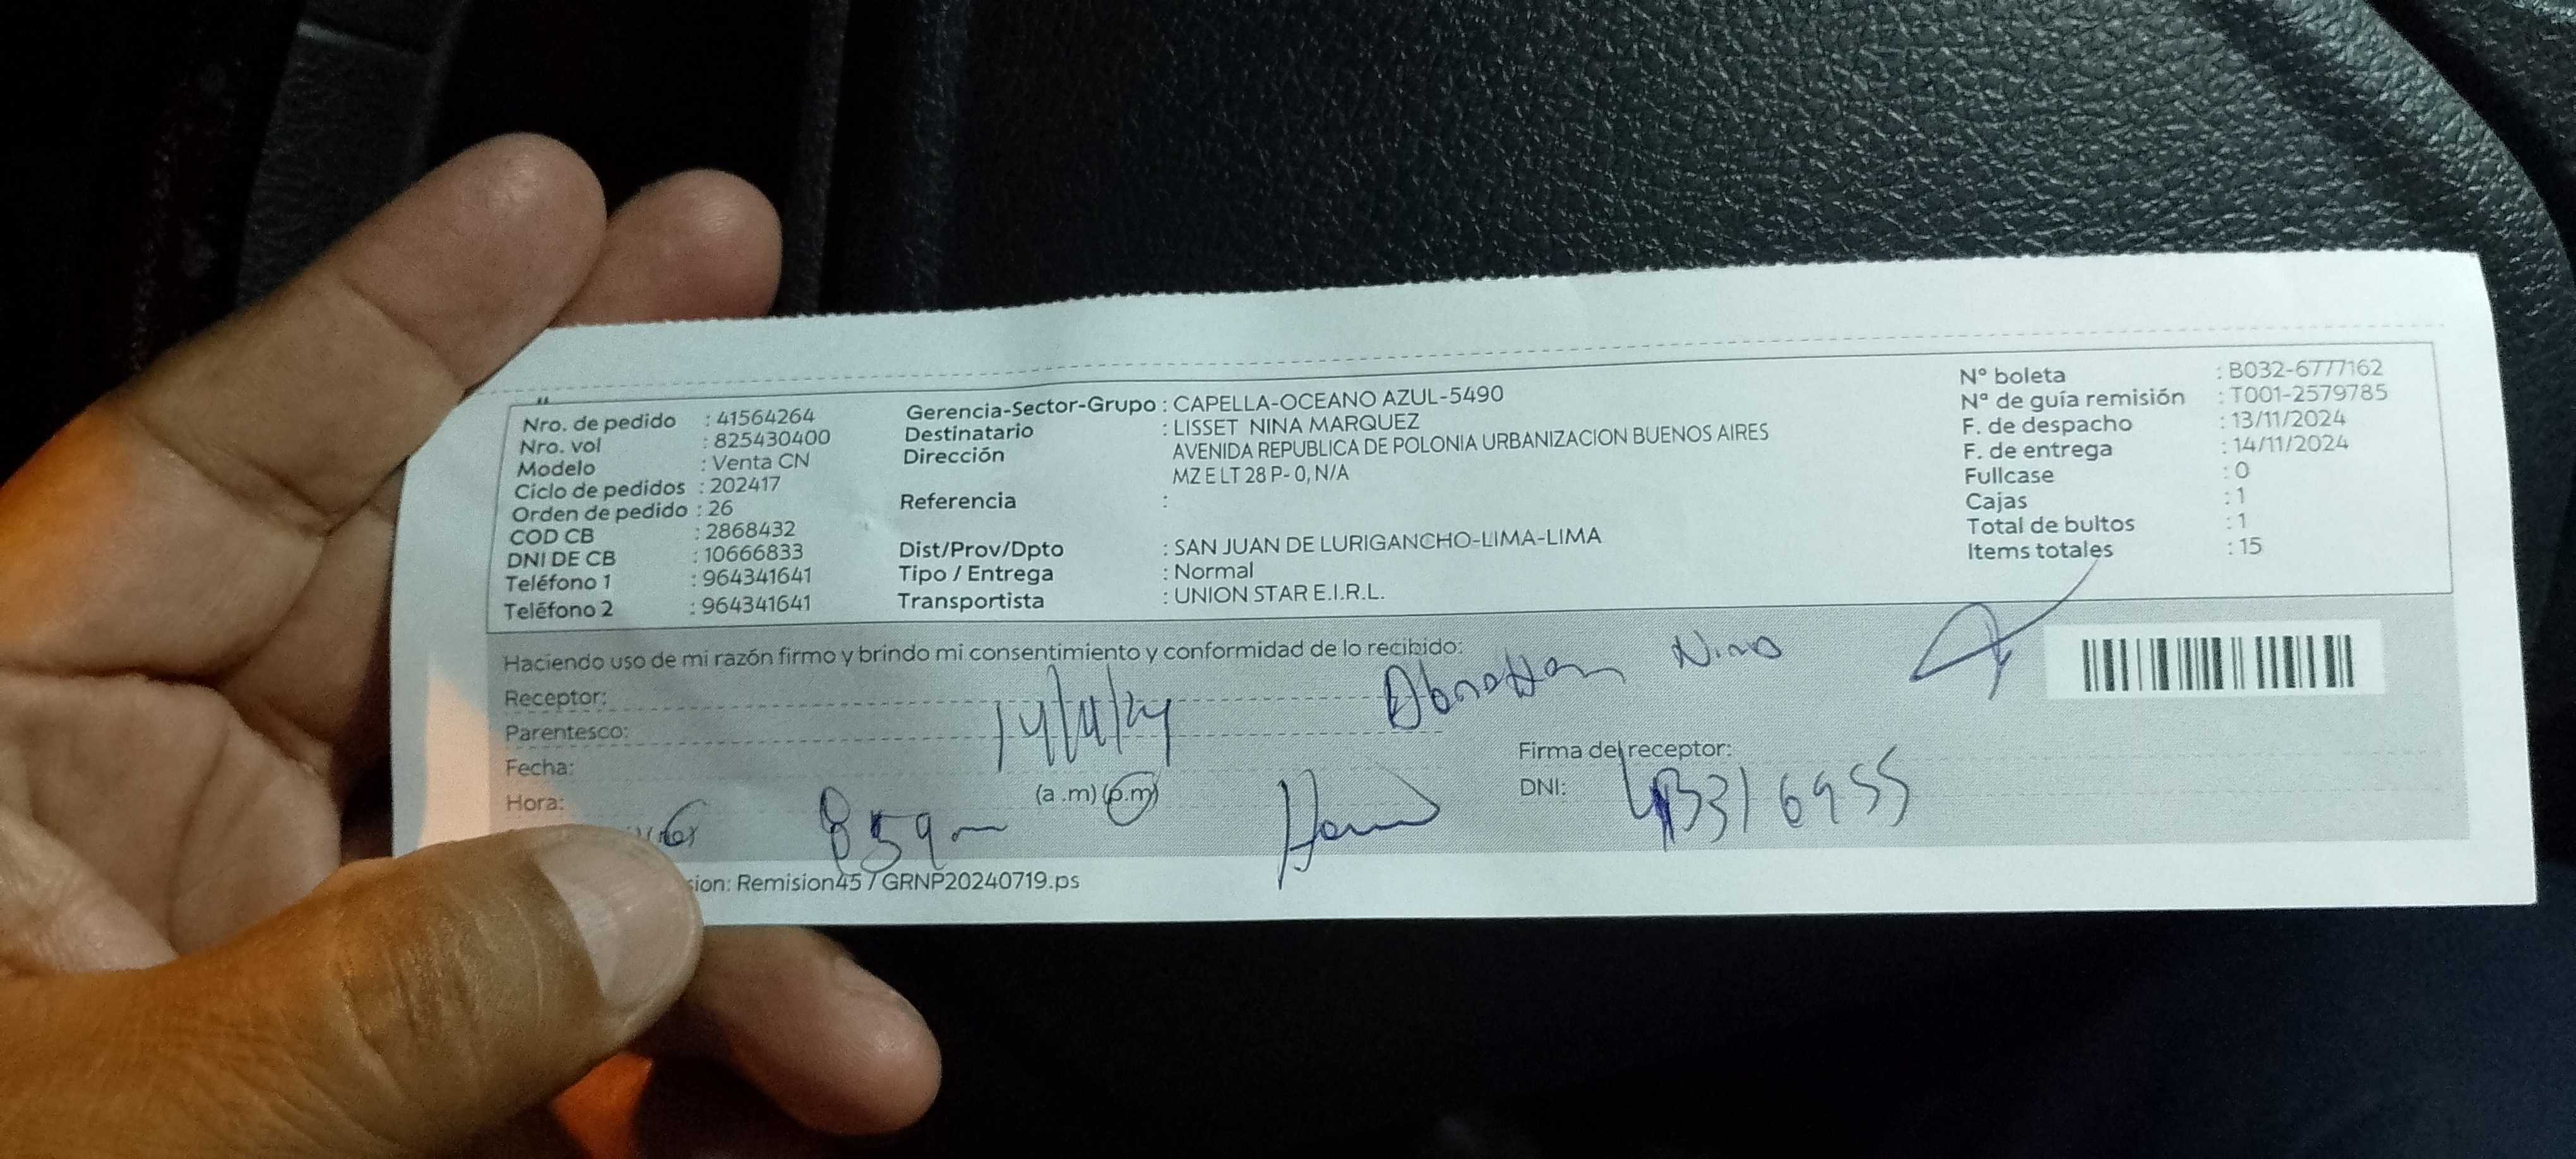 Nro. de pedido : 41564264
Nro. vol : 825430400
Modelo : Venta CN
Ciclo de pedidos : 202417
Orden de pedido : 26
COD CB : 2868432
DNI DE CB : 10666833
Teléfono 1 : 964341641
Teléfono 2 : 964341641
Gerencia-Sector-Grupo : CAPELLA-OCEANO AZUL-5490
Destinatario : LISSET NINA MARQUEZ
Dirección AVENIDA REPUBLICA DE POLONIA URBANIZACION BUENOS AIRES
MZ E LT 28 P- 0, N/A
Referencia :
Dist/Prov/Dpto : SAN JUAN DE LURIGANCHO-LIMA-LIMA
Tipo / Entrega : Normal
Transportista : UNION STAR E.I.R.L.
N° boleta : B032-6777162
Nª de guía remisión : T001-2579785
F. de despacho : 13/11/2024
F. de entrega : 14/11/2024
Fullcase : 0
Cajas : 1
Total de bultos : 1
Items totales : 15
Haciendo uso de mi razón firmo y brindo mi consentimiento y conformidad de lo recibido:
Receptor:
Parentesco:
14/11/24
Fecha:
Hora: (a .m) (p.m)
859
Firma del receptor:
DNI:
sion: Remision45 / GRNP20240719.ps